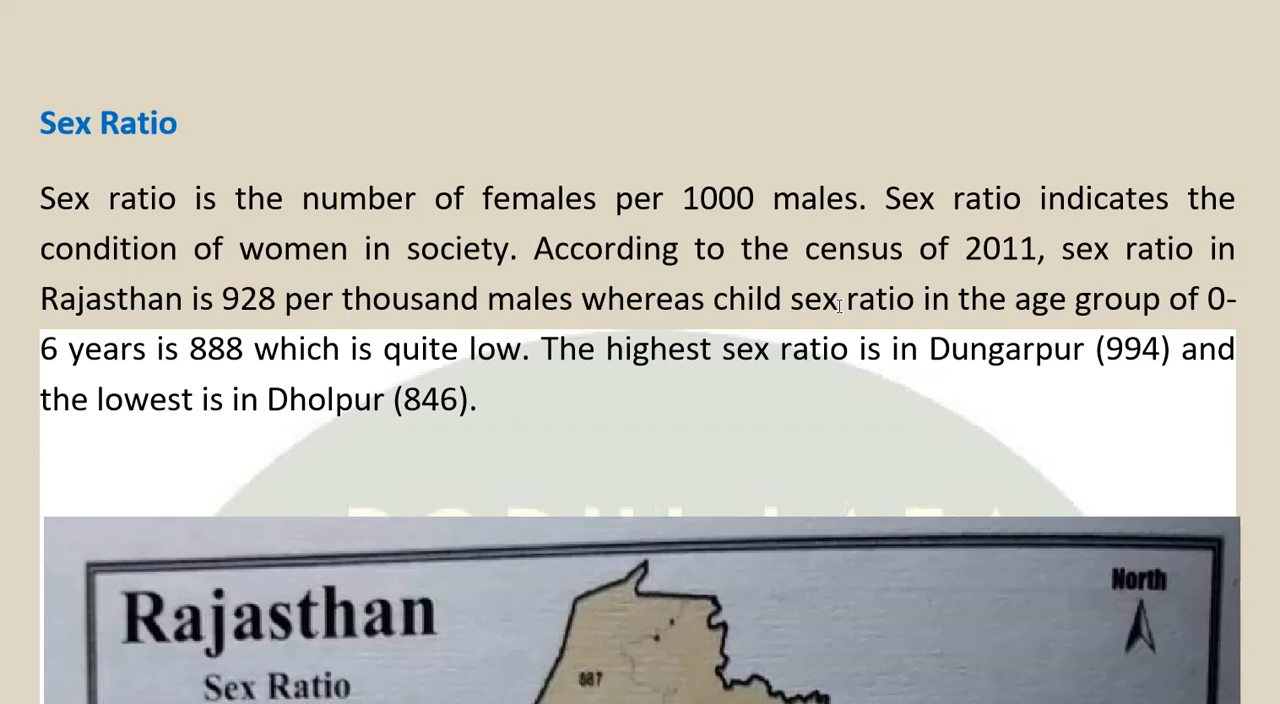 Sex Ratio
Sex ratio is the number of females per 1000 males. Sex ratio indicates the
condition of women in society. According to the census of 2011, sex ratio in
Rajasthan is 928 per thousand males whereas child sex ratio in the age group of 0-
6 years is 888 which is quite low. The highest sex ratio is in Dungarpur (994) and
the lowest is in Dholpur (846).
Rajasthan
North
Sex Ratio
887